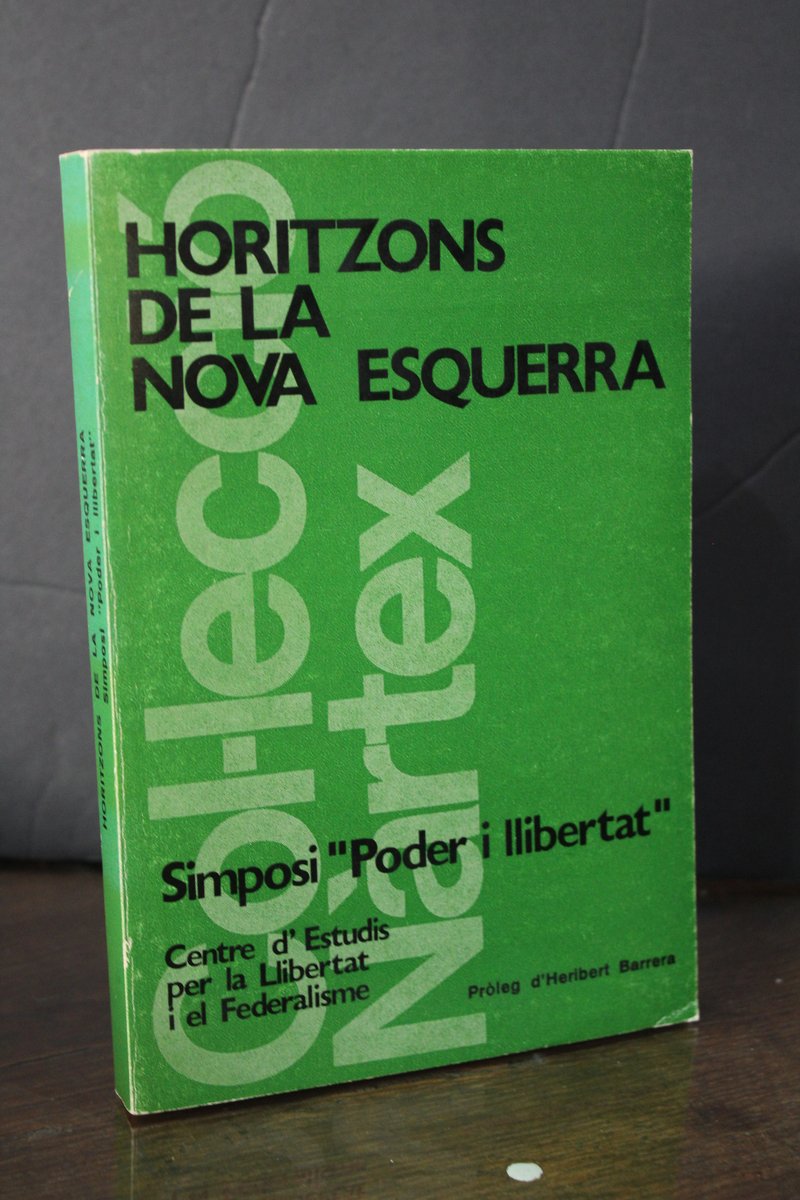 HORITZONS
DE LA
NOVA ESQUERRA
Col·lecció
Nàrtex
Simposi "Poder i llibertat"
Centre d'Estudis
per la Llibertat
i el Federalisme
Pròleg d'Heribert Barrera
HORITZONS DE LA NOVA ESQUERRA
Simposi "Poder i llibertat"